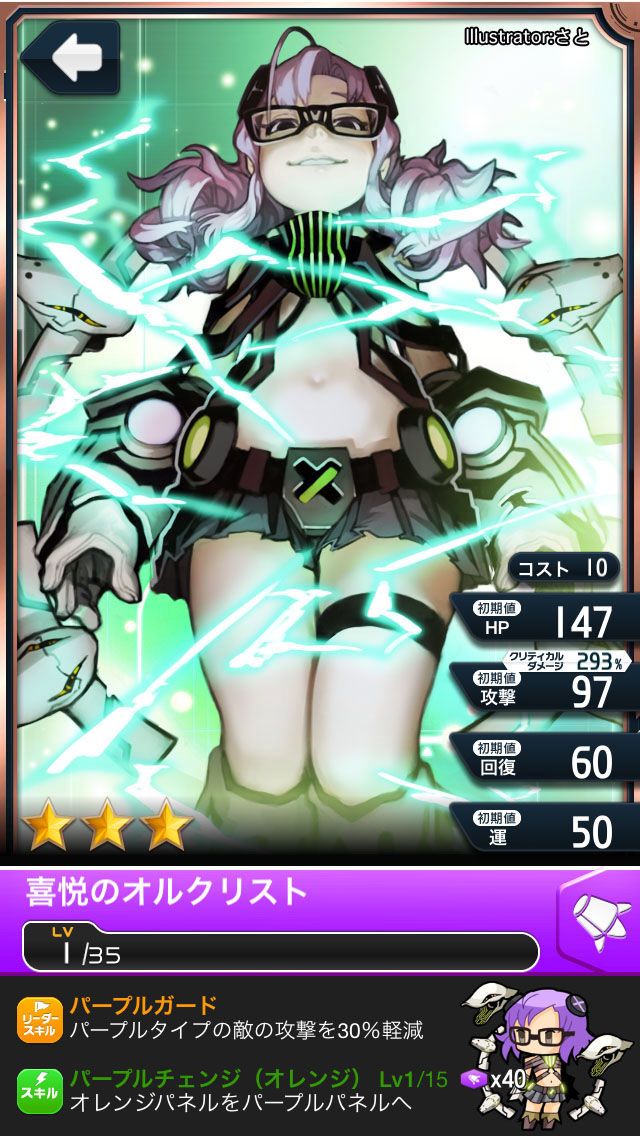 Illustrator:さと
コスト 10
初期値
HP 147
クリティカル
ダメージ 293%
初期値
攻撃 97
初期値
回復 60
初期値
運 50
喜悦のオルクリスト
LV
1/35
リーダー
スキル
パープルガード
パープルタイプの敵の攻撃を30%軽減
スキル
パープルチェンジ（オレンジ） Lv1/15
x40
オレンジパネルをパープルパネルへ